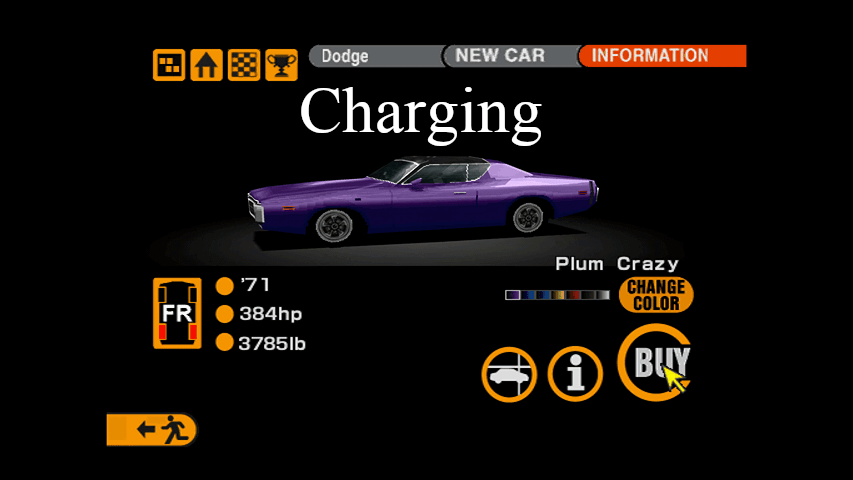 Dodge NEW CAR INFORMATION
Charging
Plum Crazy
CHANGE
COLOR
FR
'71
384hp
3785lb
BUY
i